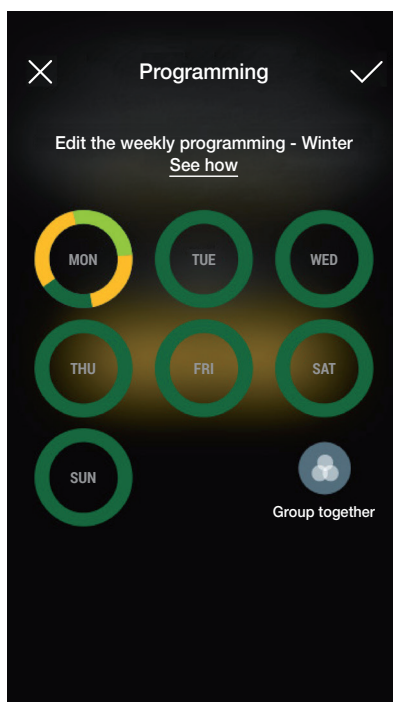 Programming
Edit the weekly programming - Winter
See how
MON TUE WED
THU FRI SAT
SUN
Group together